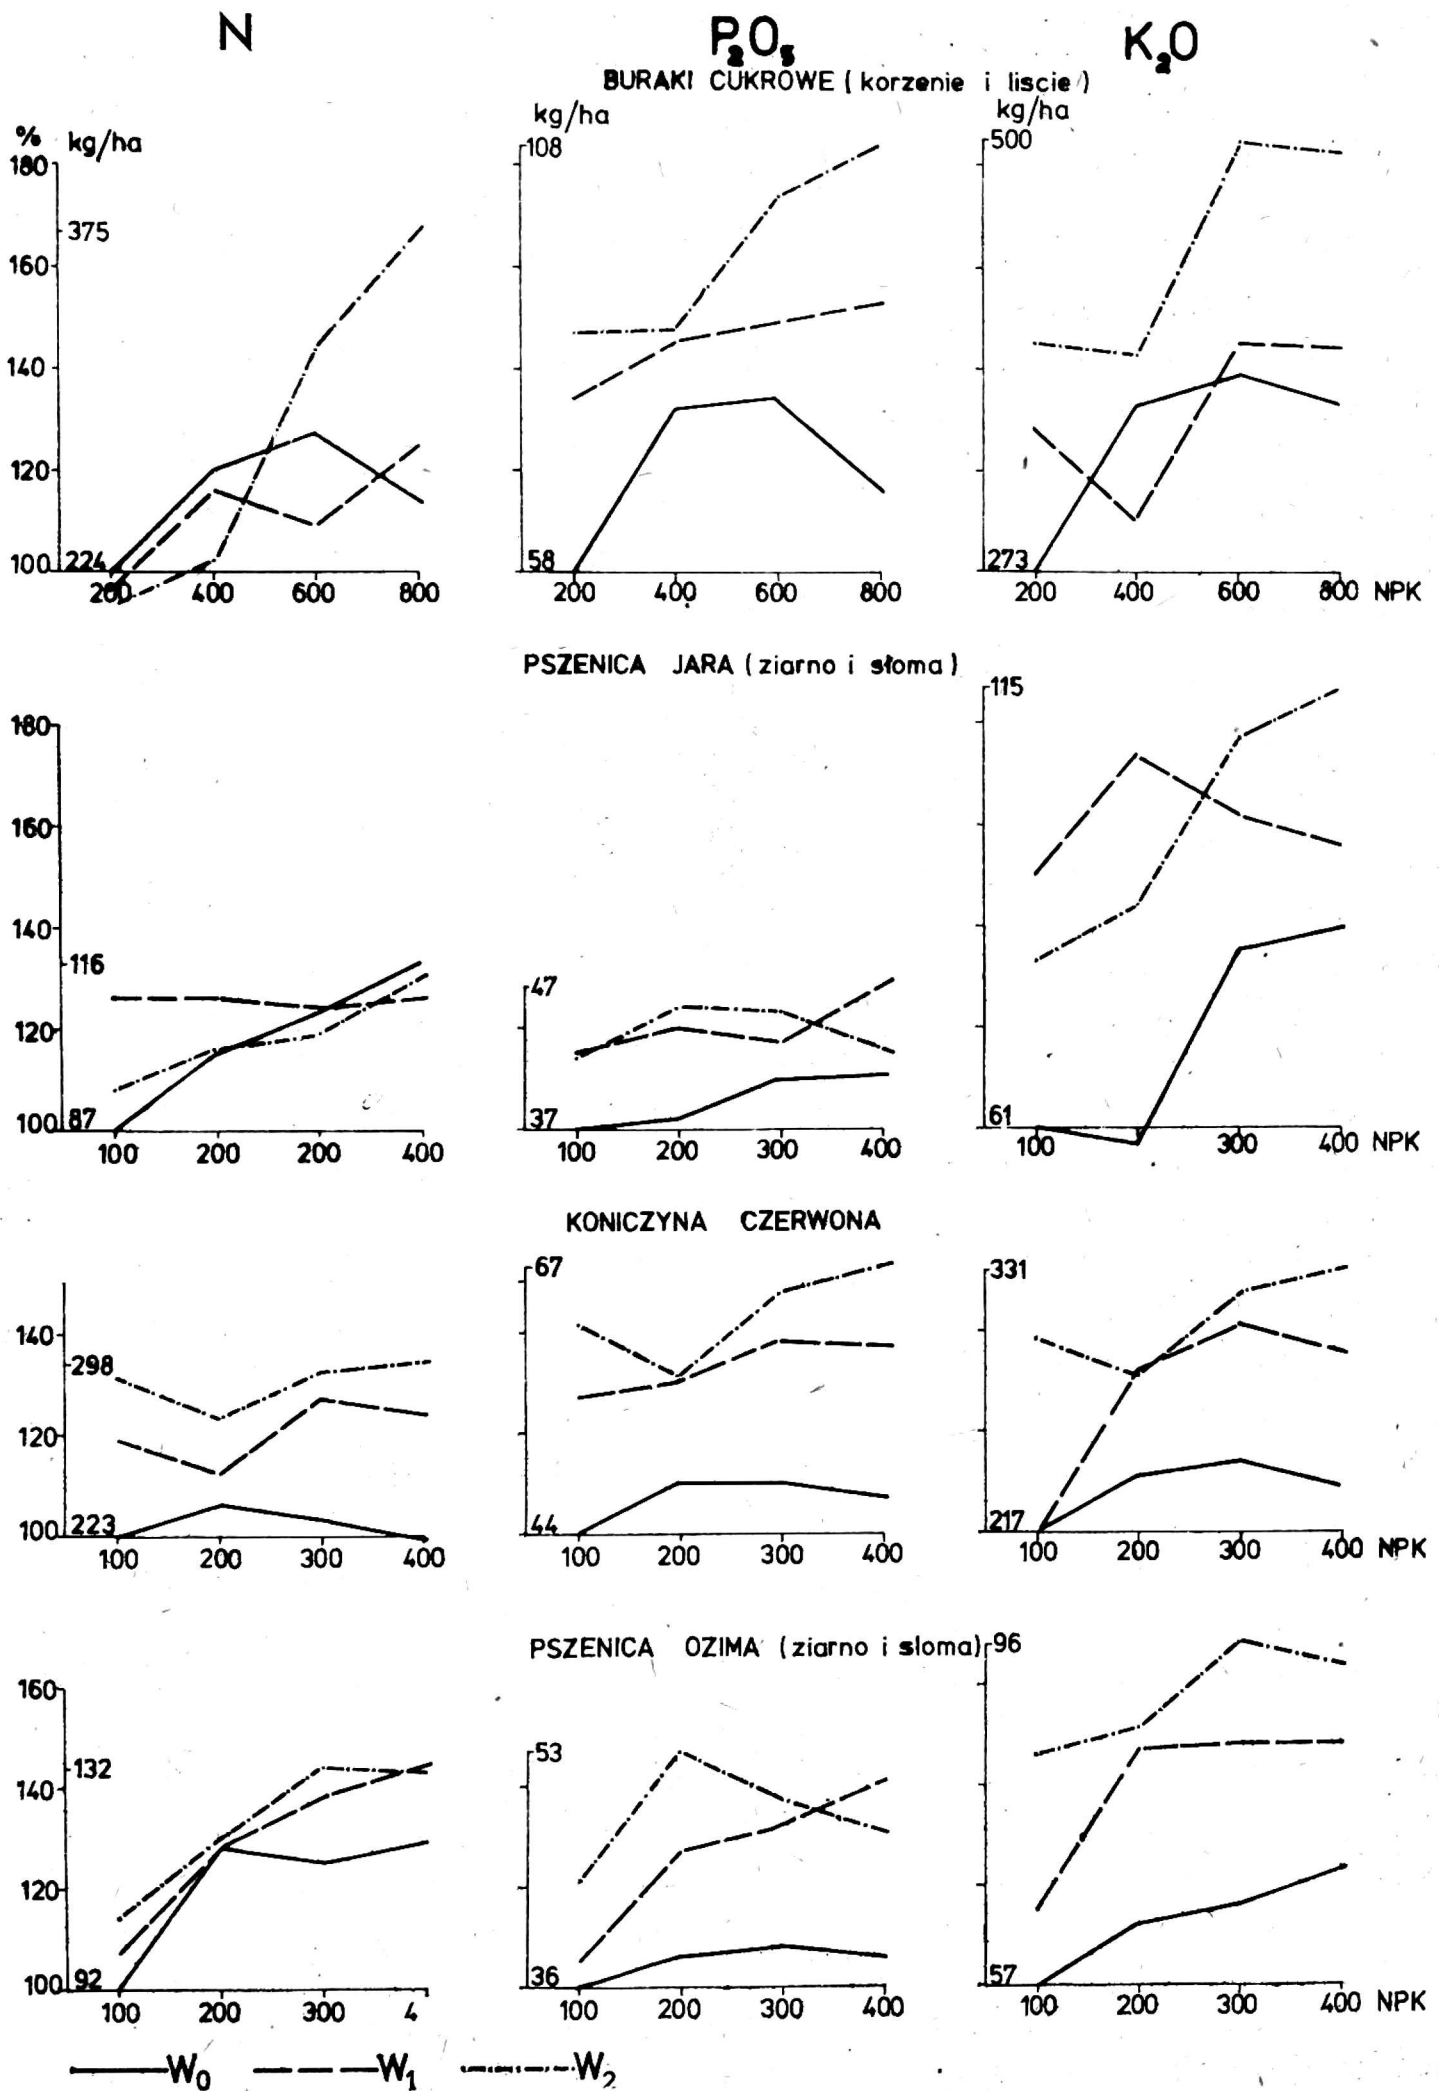 N P₂O₅ K₂O
BURAKI CUKROWE (korzenie i liscie)
% kg/ha kg/ha kg/ha
180 108 500
375
160
140
120
100 224 58 273
200 400 600 800 200 400 600 800 200 400 600 800 NPK
PSZENICA JARA (ziarno i słoma)
180 115
160
140
116 47
120
100 87 37 61
100 200 200 400 100 200 300 400 100 300 400 NPK
KONICZYNA CZERWONA
67 331
140
298
120
100 223 44 217
100 200 300 400 100 200 300 400 100 200 300 400 NPK
PSZENICA OZIMA (ziarno i sloma) 96
160
132 53
140
120
100 92 36 57
100 200 300 4 100 200 300 400 100 200 300 400 NPK
W₀ W₁ W₂